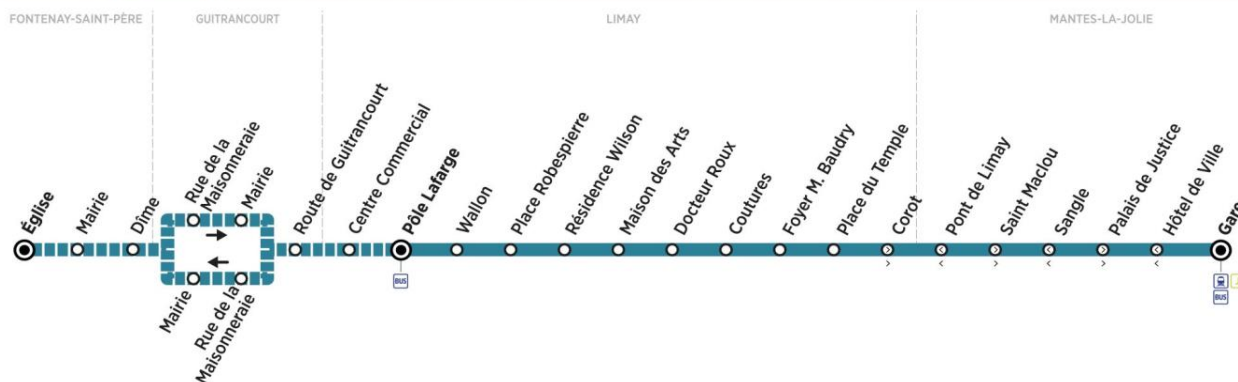 FONTENAY-SAINT-PÈRE
GUITRANCOURT
LIMAY
MANTES-LA-JOLIE
Église
Mairie
Dîme
Rue de la
Maisonneraie
Mairie
Mairie
Rue de la
Maisonneraie
Route de Guitrancourt
Centre Commercial
Pôle Lafarge
BUS
Wallon
Place Robespierre
Résidence Wilson
Maison des Arts
Docteur Roux
Coutures
Foyer M. Baudry
Place du Temple
Corot
Pont de Limay
Saint Maclou
Sangle
Palais de Justice
Hôtel de Ville
Gare
BUS